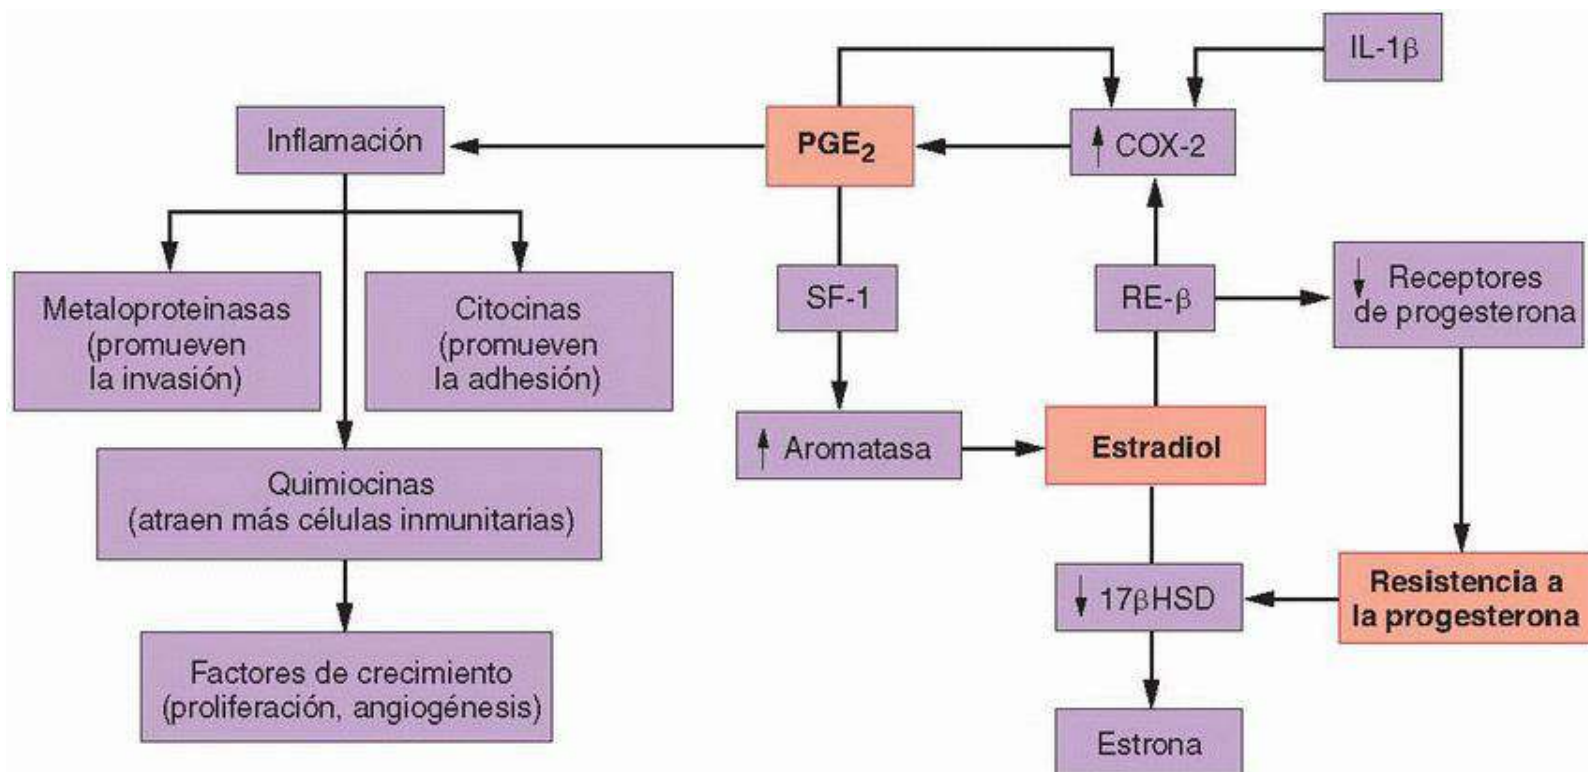 IL-1β
Inflamación
PGE₂
↑ COX-2
Metaloproteinasas
(promueven
la invasión)
Citocinas
(promueven
la adhesión)
SF-1
RE-β
↓ Receptores
de progesterona
↑ Aromatasa
Estradiol
Quimiocinas
(atraen más células inmunitarias)
↓ 17βHSD
Resistencia a
la progesterona
Factores de crecimiento
(proliferación, angiogénesis)
Estrona